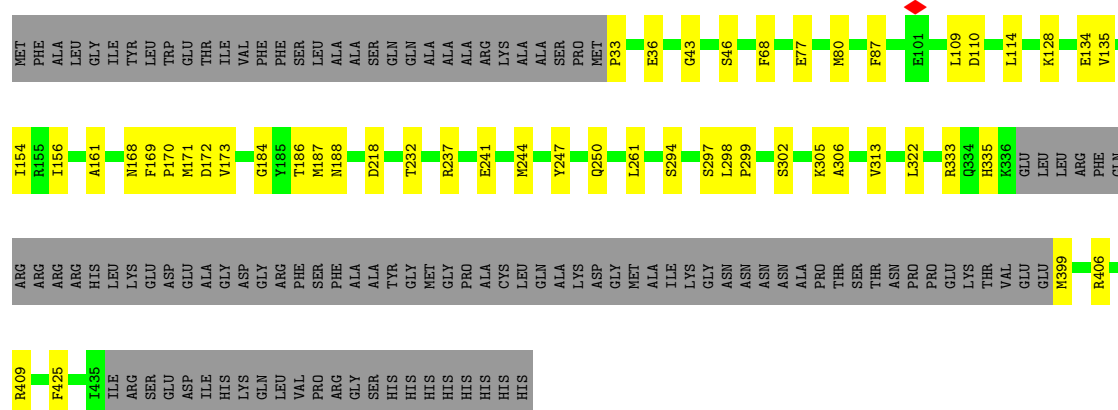 MET PHE ALA LEU GLY ILE TYR LEU TRP GLU THR ILE VAL PHE PHE SER LEU ALA ALA SER GLN GLN ALA ALA ALA ALA ARG LYS ALA ALA SER PRO MET P33 E36 G43 S46 F68 E77 M80 F87 E101 L109 D110 L114 K128 E134 V135
I154 R155 I156 A161 N168 F169 P170 M171 D172 V173 G184 Y185 T186 M187 N188 D218 T232 R237 E241 M244 Y247 Q250 L261 S294 S297 L298 P299 S302 K305 A306 V313 L322 R333 Q334 H335 K336 GLU LEU LEU ARG PHE GLN
ARG ARG ARG ARG HIS LEU LYS GLU ASP GLU ALA GLY ASP GLY ARG PHE SER PHE ALA ALA TYR GLY MET GLY PRO ALA CYS LEU GLN ALA LYS ASP GLY MET ALA ILE LYS GLY ASN ASN ASN ASN ALA PRO THR SER THR ASN PRO PRO GLU LYS THR VAL GLU GLU M399 R406
R409 F425 I435 ILE ARG SER GLU ASP ILE HIS LYS GLN LEU VAL PRO ARG GLY SER HIS HIS HIS HIS HIS HIS HIS HIS